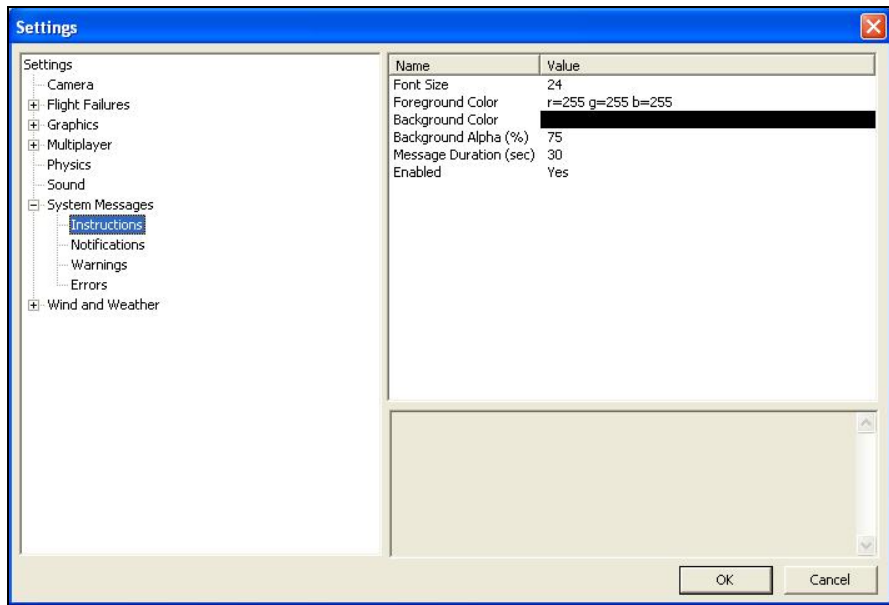 Settings
Settings
Camera
Flight Failures
Graphics
Multiplayer
Physics
Sound
System Messages
Instructions
Notifications
Warnings
Errors
Wind and Weather
Name Value
Font Size 24
Foreground Color r=255 g=255 b=255
Background Color
Background Alpha (%) 75
Message Duration (sec) 30
Enabled Yes
OK Cancel